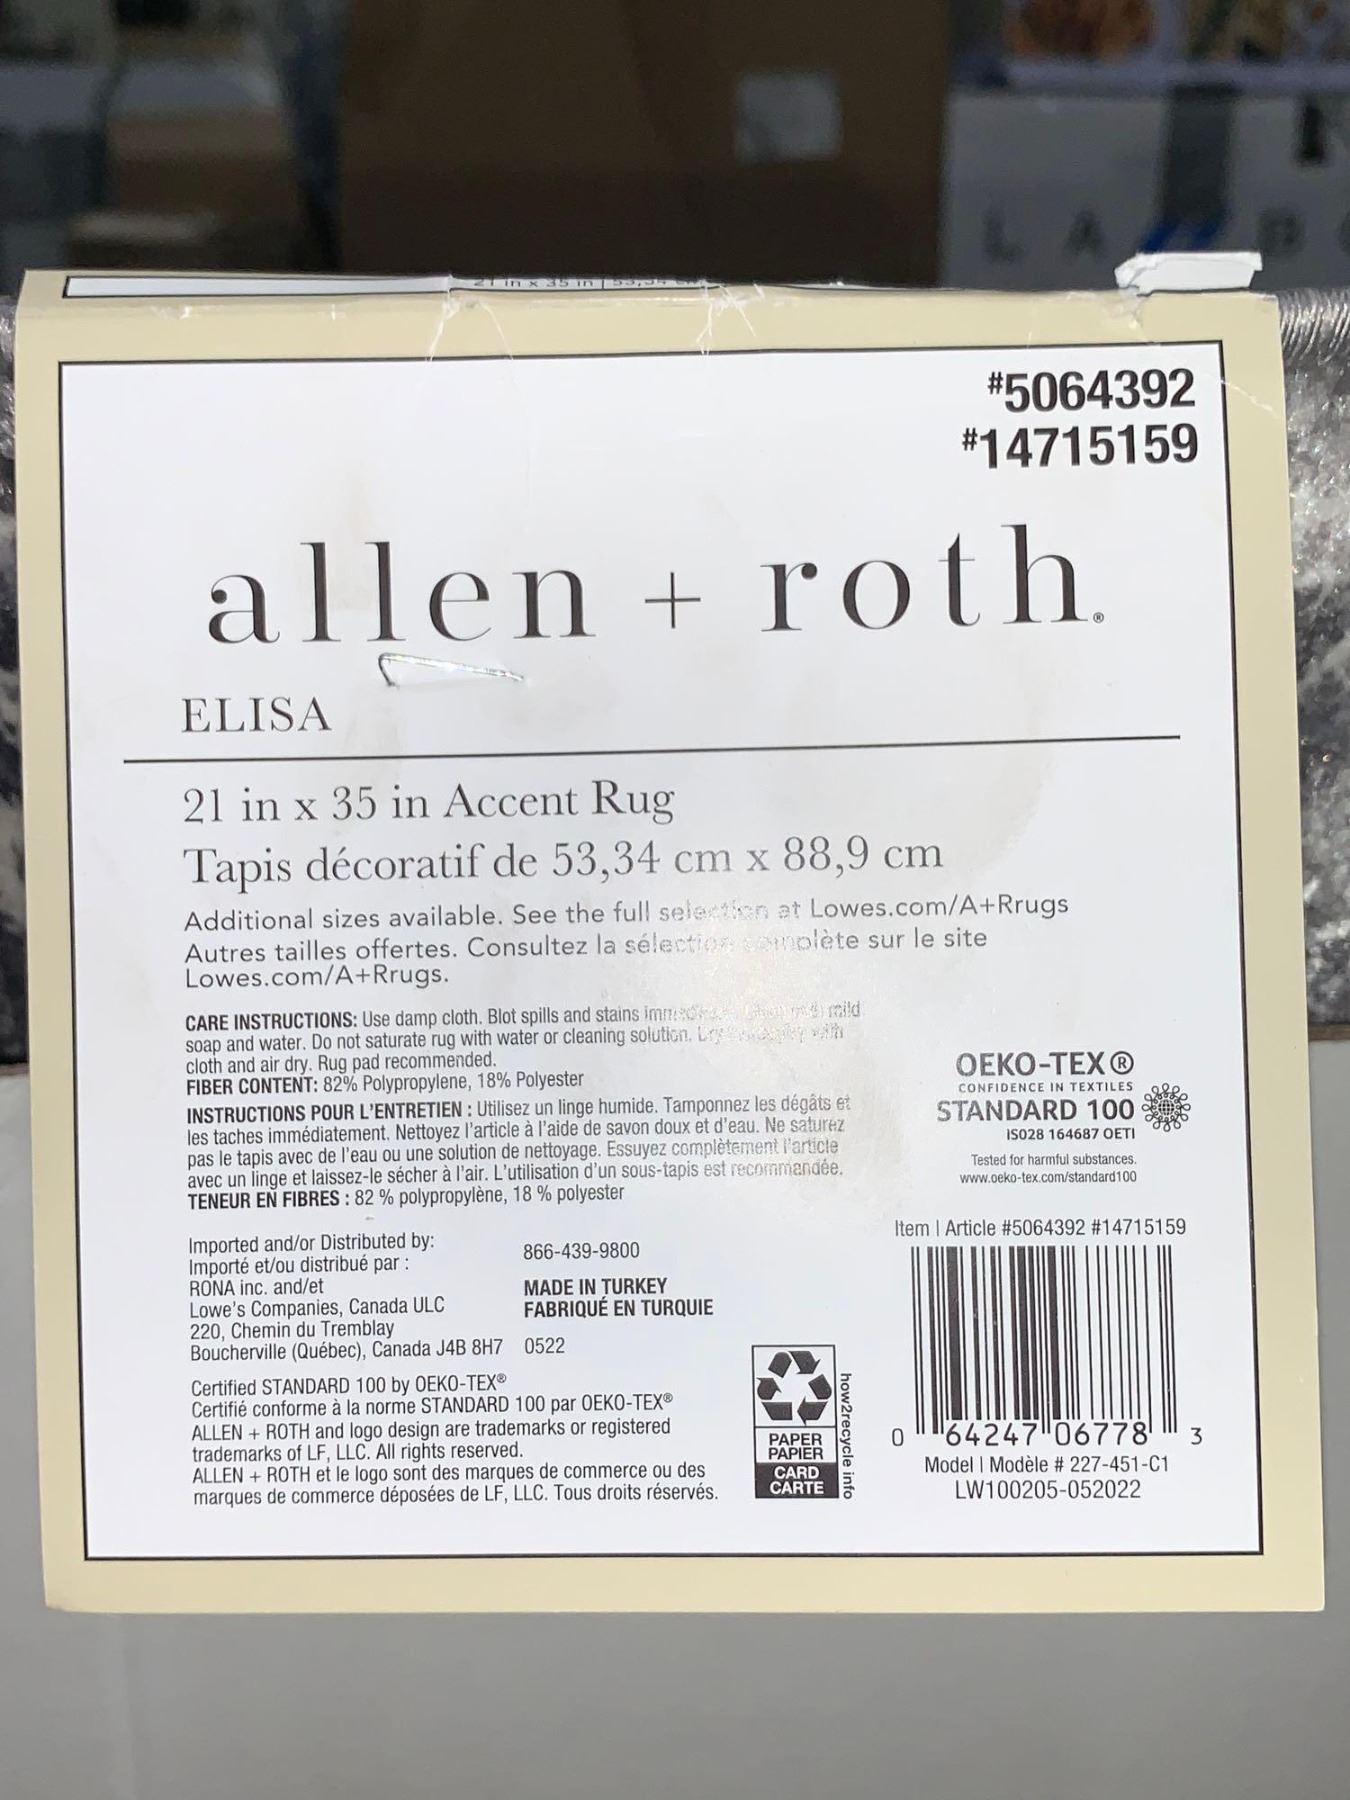 L A B
21 in x 35 in
#5064392
#14715159
allen + roth®
ELISA
21 in x 35 in Accent Rug
Tapis décoratif de 53,34 cm x 88,9 cm
Additional sizes available. See the full selection at Lowes.com/A+Rrugs
Autres tailles offertes. Consultez la sélection complète sur le site
Lowes.com/A+Rrugs.
CARE INSTRUCTIONS: Use damp cloth. Blot spills and stains mild
soap and water. Do not saturate rug with water or cleaning solution. with
cloth and air dry. Rug pad recommended.
FIBER CONTENT: 82% Polypropylene, 18% Polyester
INSTRUCTIONS POUR L'ENTRETIEN : Utilisez un linge humide. Tamponnez les dégâts et
les taches immédiatement. Nettoyez l'article à l'aide de savon doux et d'eau. Ne saturez
pas le tapis avec de l'eau ou une solution de nettoyage. Essuyez complètement l'article
avec un linge et laissez-le sécher à l'air. L'utilisation d'un sous-tapis est recommandée.
TENEUR EN FIBRES : 82 % polypropylène, 18 % polyester
OEKO-TEX®
CONFIDENCE IN TEXTILES
STANDARD 100
IS028 164687 OETI
Tested for harmful substances.
www.oeko-tex.com/standard100
Imported and/or Distributed by:
Importé et/ou distribué par :
RONA inc. and/et
Lowe's Companies, Canada ULC
220, Chemin du Tremblay
Boucherville (Québec), Canada J4B 8H7
866-439-9800
MADE IN TURKEY
FABRIQUÉ EN TURQUIE
0522
Certified STANDARD 100 by OEKO-TEX®
Certifié conforme à la norme STANDARD 100 par OEKO-TEX®
ALLEN + ROTH and logo design are trademarks or registered
trademarks of LF, LLC. All rights reserved.
ALLEN + ROTH et le logo sont des marques de commerce ou des
marques de commerce déposées de LF, LLC. Tous droits réservés.
PAPER
PAPIER
CARD
CARTE
how2recycle.info
Item | Article #5064392 #14715159
0 64247 06778 3
Model | Modèle # 227-451-C1
LW100205-052022